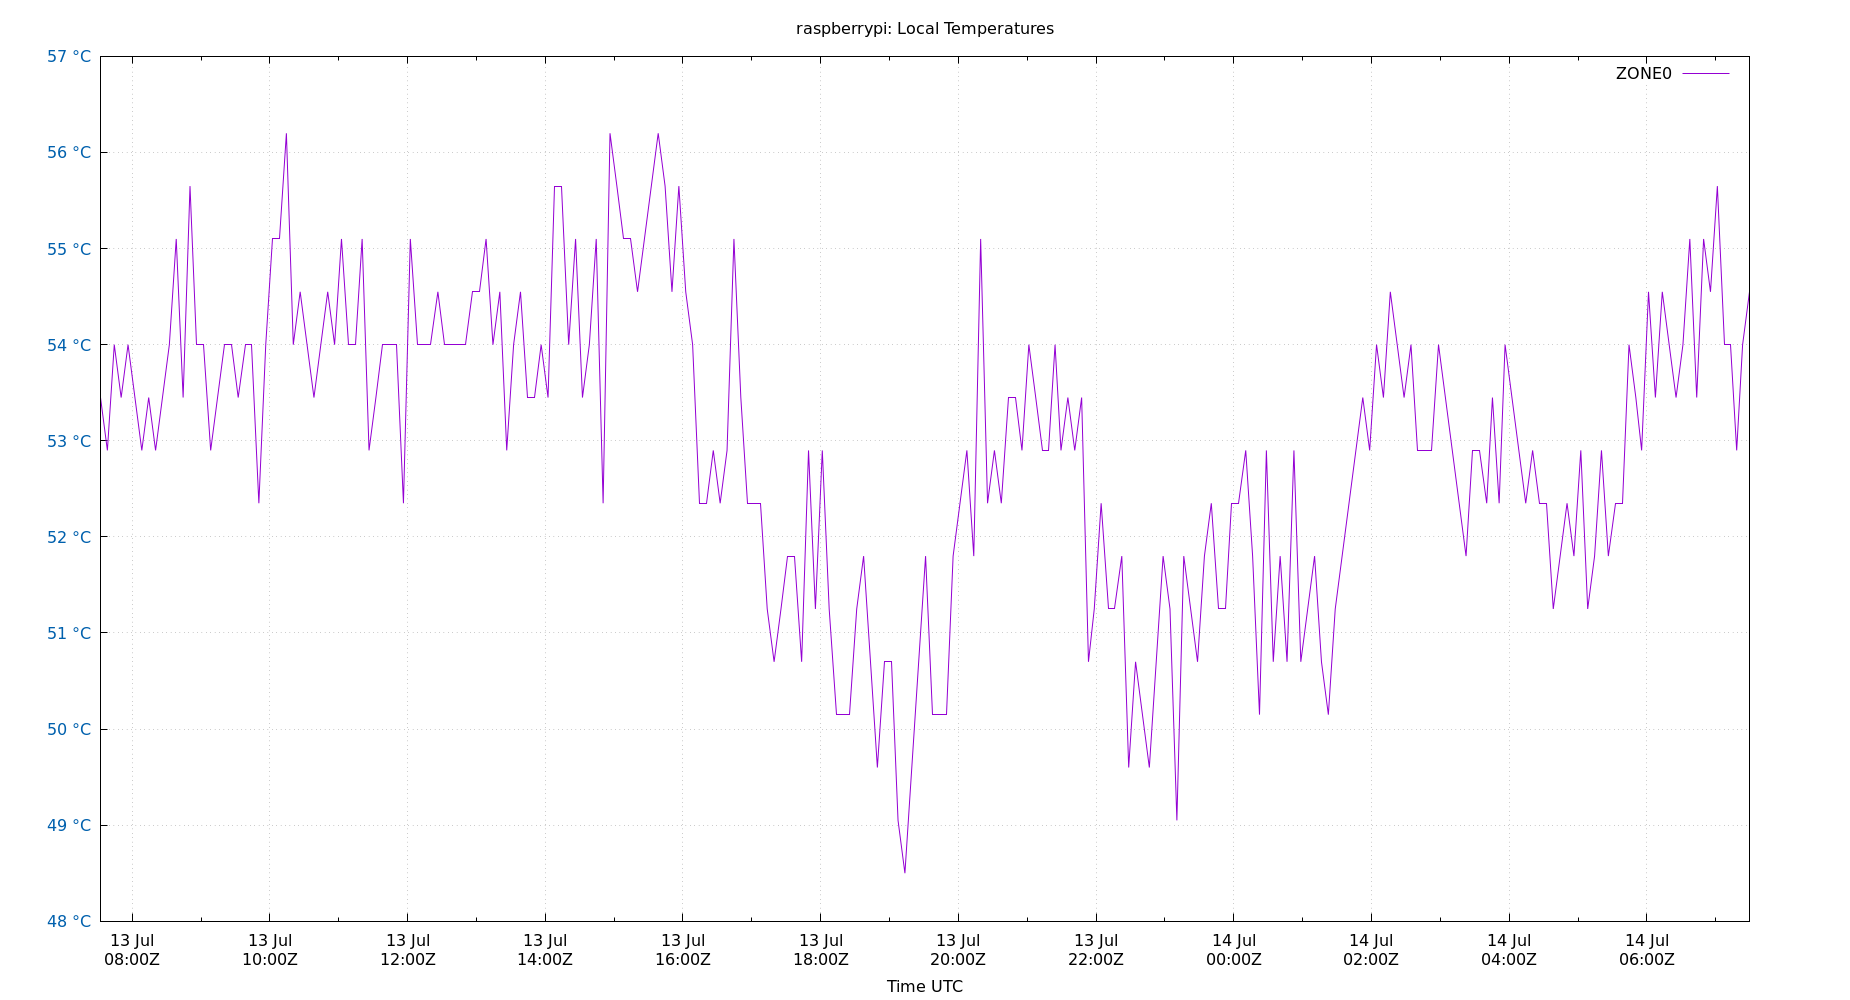 raspberrypi: Local Temperatures
57 °C
ZONE0
56 °C
55 °C
54 °C
53 °C
52 °C
51 °C
50 °C
49 °C
48 °C
13 Jul 13 Jul 13 Jul 13 Jul 13 Jul 13 Jul 13 Jul 13 Jul 14 Jul 14 Jul 14 Jul 14 Jul
08:00Z 10:00Z 12:00Z 14:00Z 16:00Z 18:00Z 20:00Z 22:00Z 00:00Z 02:00Z 04:00Z 06:00Z
Time UTC